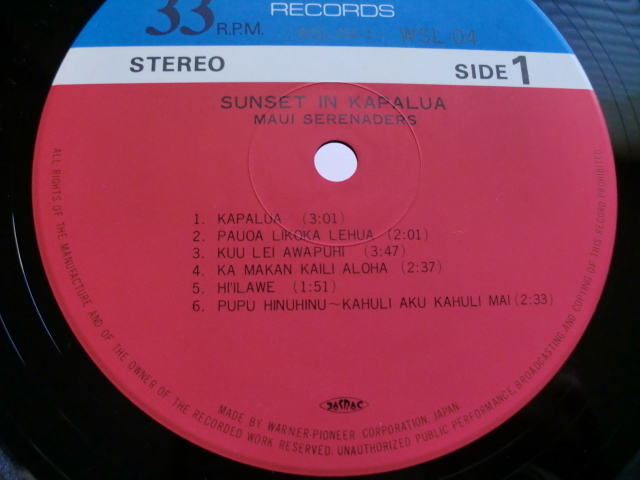 RECORDS
33 R.P.M.
WSL 04
STEREO
SIDE 1
SUNSET IN KAPALUA
MAUI SERENADERS
1. KAPALUA (3:01)
2. PAUOA LIKOKA LEHUA (2:01)
3. KUU LEI AWAPUHI (3:47)
4. KA MAKAN KAILI ALOHA (2:37)
5. HI'ILAWE (1:51)
6. PUPU HINUHINU~KAHULI AKU KAHULI MAI (2:33)
JASRAC
MADE BY WARNER-PIONEER CORPORATION, JAPAN
ALL RIGHTS OF THE MANUFACTURE AND OF THE OWNER OF THE RECORDED WORK RESERVED. UNAUTHORIZED PUBLIC PERFORMANCE, BROADCASTING AND COPYING OF THIS RECORD PROHIBITED.